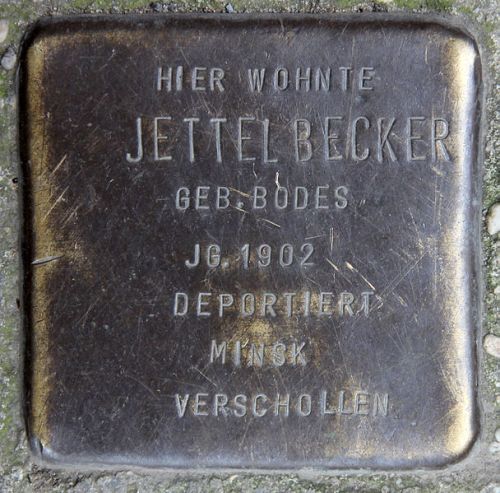 HIER WOHNTE
JETTEL BECKER
GEB. BODES
JG. 1902
DEPORTIERT
MINSK
VERSCHOLLEN